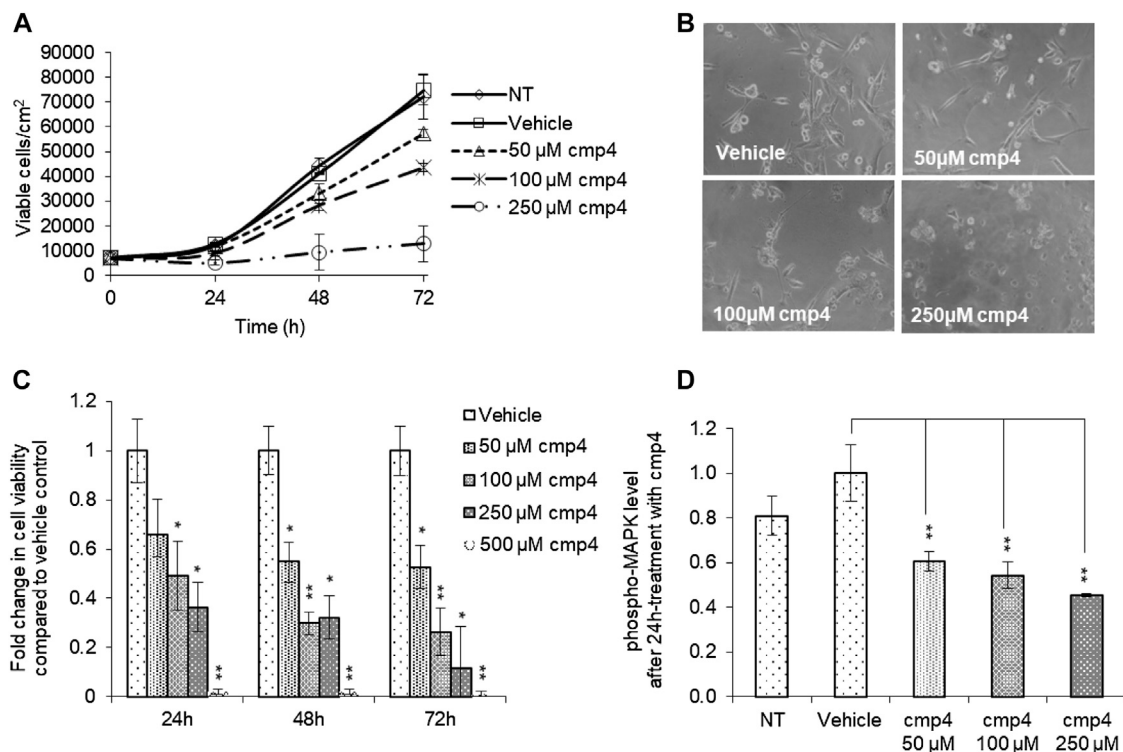 A
90000
80000
70000
60000
50000
40000
30000
20000
10000
0
Viable cells/cm²
0 24 48 72
Time (h)
NT
Vehicle
50 µM cmp4
100 µM cmp4
250 µM cmp4
B
Vehicle
50µM cmp4
100µM cmp4
250µM cmp4
C
1.2
1
0.8
0.6
0.4
0.2
0
Fold change in cell viability
compared to vehicle control
* * **
* ** * **
* ** * **
24h 48h 72h
Vehicle
50 µM cmp4
100 µM cmp4
250 µM cmp4
500 µM cmp4
D
1.2
1.0
0.8
0.6
0.4
0.2
0.0
phospho-MAPK level
after 24h-treatment with cmp4
** ** **
NT Vehicle cmp4 cmp4 cmp4
50 µM 100 µM 250 µM